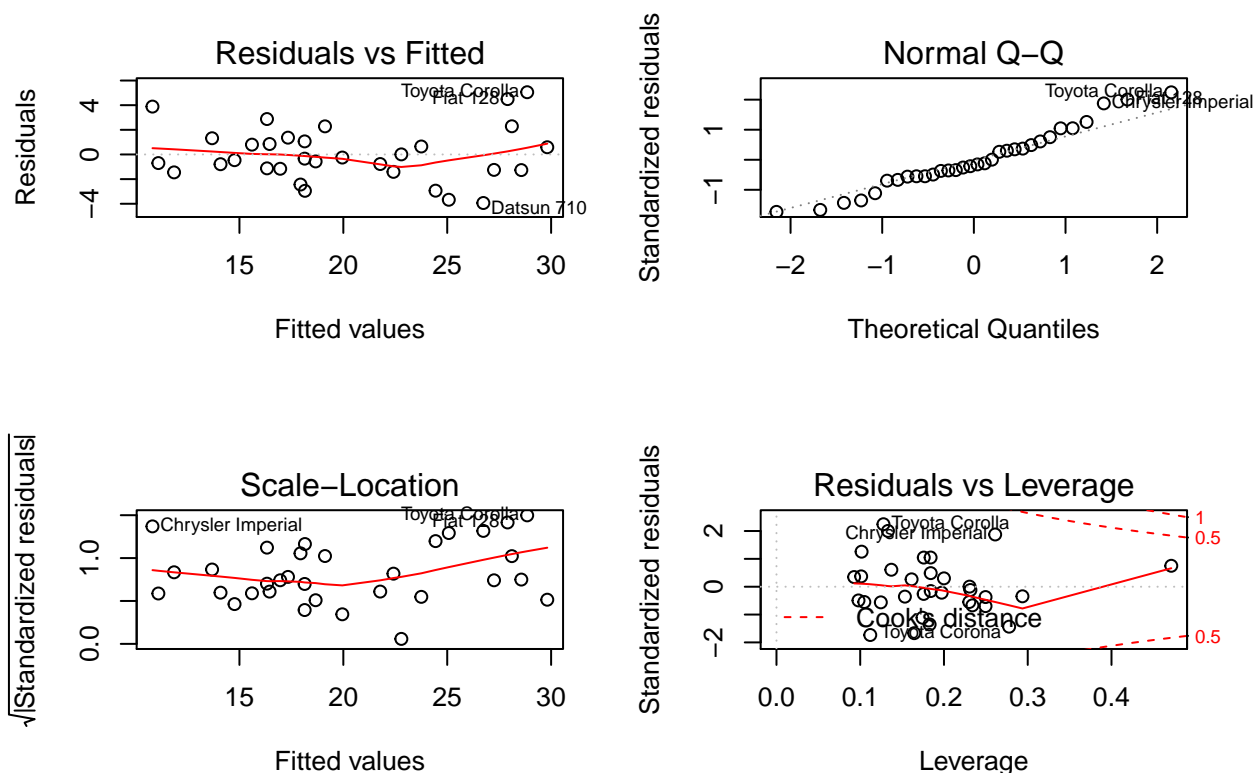 Residuals vs Fitted
Residuals
4
0
−4
Toyota Corolla
Fiat 128
Datsun 710
15 20 25 30
Fitted values
Normal Q−Q
Standardized residuals
1
−1
Toyota Corolla
Fiat 128
Chrysler Imperial
−2 −1 0 1 2
Theoretical Quantiles
Scale−Location
√|Standardized residuals|
1.0
0.0
Toyota Corolla
Fiat 128
Chrysler Imperial
15 20 25 30
Fitted values
Residuals vs Leverage
Standardized residuals
2
0
−2
Toyota Corolla
Chrysler Imperial
Cook's distance
Toyota Corona
1
0.5
0.5
0.0 0.1 0.2 0.3 0.4
Leverage